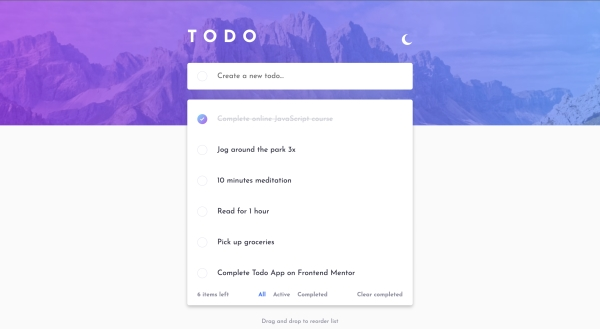 TODO
Create a new todo...
Complete online JavaScript course
Jog around the park 3x
10 minutes meditation
Read for 1 hour
Pick up groceries
Complete Todo App on Frontend Mentor
6 items left All Active Completed Clear completed
Drag and drop to reorder list